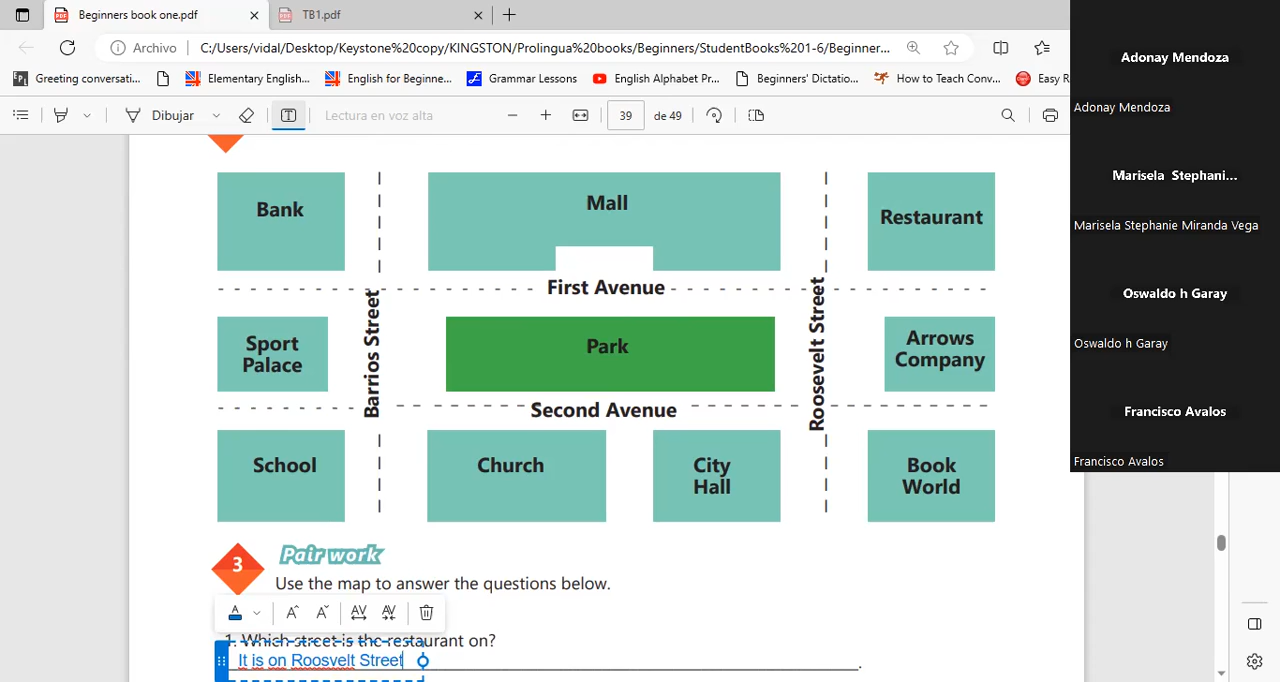 Beginners book one.pdf
TB1.pdf
Archivo
C:/Users/vidal/Desktop/Keystone%20copy/KINGSTON/Prolingua%20books/Beginners/StudentBooks%201-6/Beginner...
Greeting conversati...
Elementary English...
English for Beginne...
Grammar Lessons
English Alphabet Pr...
Beginners' Dictatio...
How to Teach Conv...
Easy R
Dibujar
Lectura en voz alta
39
de 49
Bank
Mall
Restaurant
First Avenue
Barrios Street
Roosevelt Street
Sport
Palace
Park
Arrows
Company
Second Avenue
School
Church
City
Hall
Book
World
3
Pair work
Use the map to answer the questions below.
1. Which street is the restaurant on?
It is on Roosvelt Street
Adonay Mendoza
Adonay Mendoza
Marisela Stephani...
Marisela Stephanie Miranda Vega
Oswaldo h Garay
Oswaldo h Garay
Francisco Avalos
Francisco Avalos